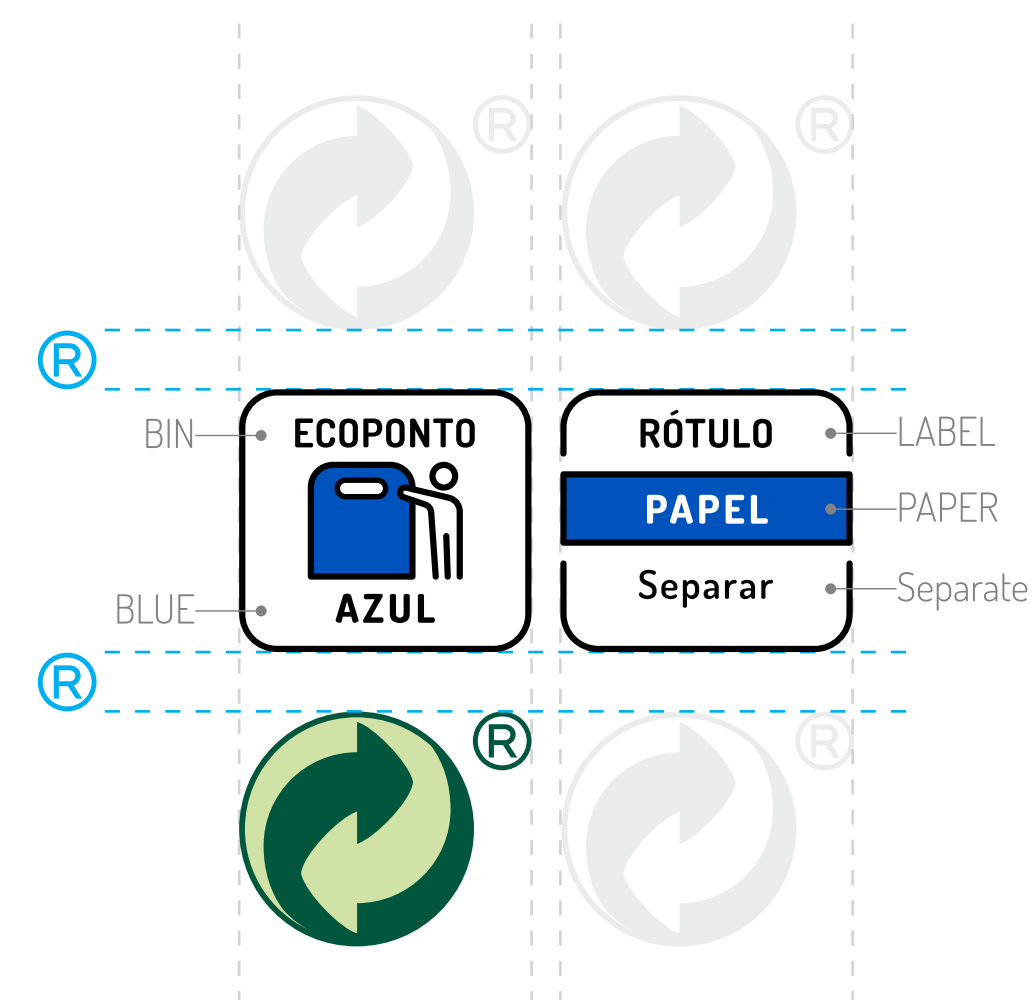 ®
®
®
BIN
ECOPONTO
RÓTULO
LABEL
PAPEL
PAPER
Separar
Separate
BLUE
AZUL
®
®
®